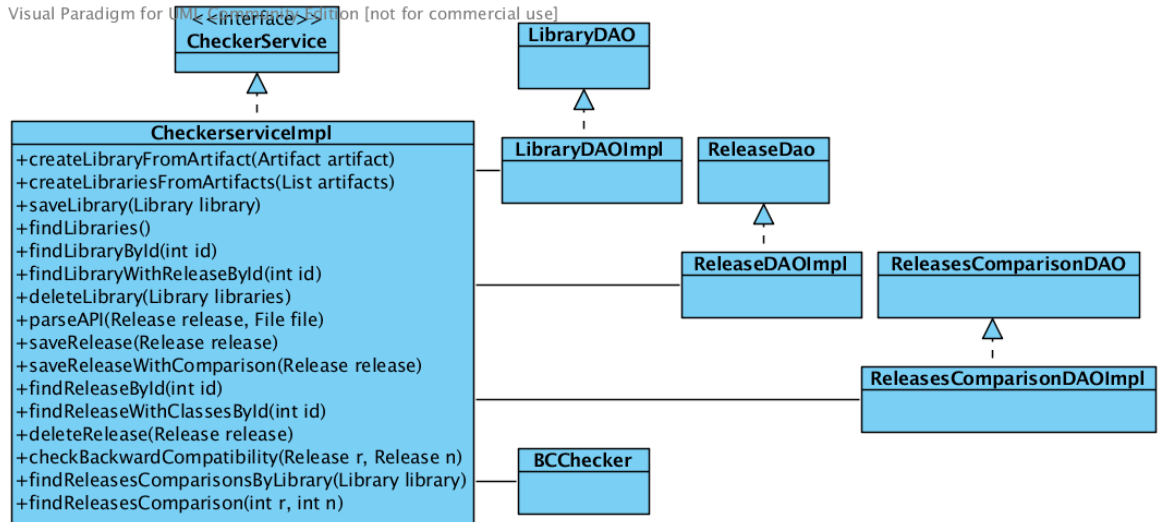 Visual Paradigm for UML Community Edition [not for commercial use]
<<Interface>>
CheckerService
LibraryDAO
CheckerserviceImpl
+createLibraryFromArtifact(Artifact artifact)
+createLibrariesFromArtifacts(List artifacts)
+saveLibrary(Library library)
+findLibraries()
+findLibraryById(int id)
+findLibraryWithReleaseById(int id)
+deleteLibrary(Library libraries)
+parseAPI(Release release, File file)
+saveRelease(Release release)
+saveReleaseWithComparison(Release release)
+findReleaseById(int id)
+findReleaseWithClassesById(int id)
+deleteRelease(Release release)
+checkBackwardCompatibility(Release r, Release n)
+findReleasesComparisonsByLibrary(Library library)
+findReleasesComparison(int r, int n)
LibraryDAOImpl
ReleaseDao
ReleaseDAOImpl
ReleasesComparisonDAO
ReleasesComparisonDAOImpl
BCChecker